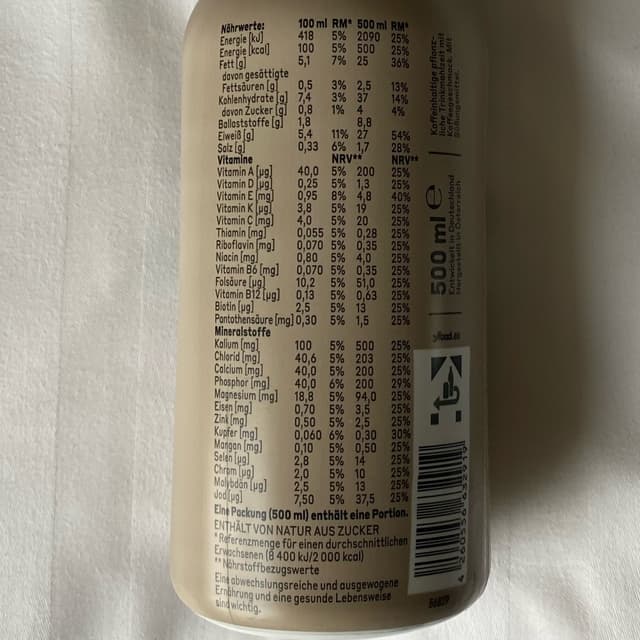 Nährwerte: 100 ml RM* 500 ml RM*
Energie [kJ] 418 5% 2090 25%
Energie [kcal] 100 5% 500 25%
Fett [g] 5,1 7% 25 36%
davon gesättigte
Fettsäuren [g] 0,5 3% 2,5 13%
Kohlenhydrate [g] 7,4 3% 37 14%
davon Zucker [g] 0,8 1% 4 4%
Ballaststoffe [g] 1,8 8,8
Eiweiß [g] 5,4 11% 27 54%
Salz [g] 0,33 6% 1,7 28%
Vitamine NRV** NRV**
Vitamin A [µg] 40,0 5% 200 25%
Vitamin D [µg] 0,25 5% 1,3 25%
Vitamin E [mg] 0,95 8% 4,8 40%
Vitamin K [µg] 3,8 5% 19 25%
Vitamin C [mg] 4,0 5% 20 25%
Thiamin [mg] 0,055 5% 0,28 25%
Riboflavin [mg] 0,070 5% 0,35 25%
Niacin [mg] 0,80 5% 4,0 25%
Vitamin B6 [mg] 0,070 5% 0,35 25%
Folsäure [µg] 10,2 5% 51,0 25%
Vitamin B12 [µg] 0,13 5% 0,63 25%
Biotin [µg] 2,5 5% 13 25%
Pantothensäure [mg] 0,30 5% 1,5 25%
Mineralstoffe
Kalium [mg] 100 5% 500 25%
Chlorid [mg] 40,6 5% 203 25%
Calcium [mg] 40,0 5% 200 25%
Phosphor [mg] 40,0 6% 200 29%
Magnesium [mg] 18,8 5% 94,0 25%
Eisen [mg] 0,70 5% 3,5 25%
Zink [mg] 0,50 5% 2,5 25%
Kupfer [mg] 0,060 6% 0,30 30%
Mangan [mg] 0,10 5% 0,50 25%
Selen [µg] 2,8 5% 14 25%
Chrom [µg] 2,0 5% 10 25%
Molybdän [µg] 2,5 5% 13 25%
Jod [µg] 7,50 5% 37,5 25%
Eine Packung (500 ml) enthält eine Portion.
ENTHÄLT VON NATUR AUS ZUCKER
* Referenzmenge für einen durchschnittlichen
Erwachsenen (8 400 kJ/2 000 kcal)
** Nährstoffbezugswerte
Eine abwechslungsreiche und ausgewogene
Ernährung und eine gesunde Lebensweise
sind wichtig.
Koffeinhaltige pflanz-
liche Trinkmahlzeit mit
Kaffeegeschmack. Mit
Süßungsmittel.
500 ml e
Entwickelt in Deutschland
Hergestellt in Österreich
yfood.eu